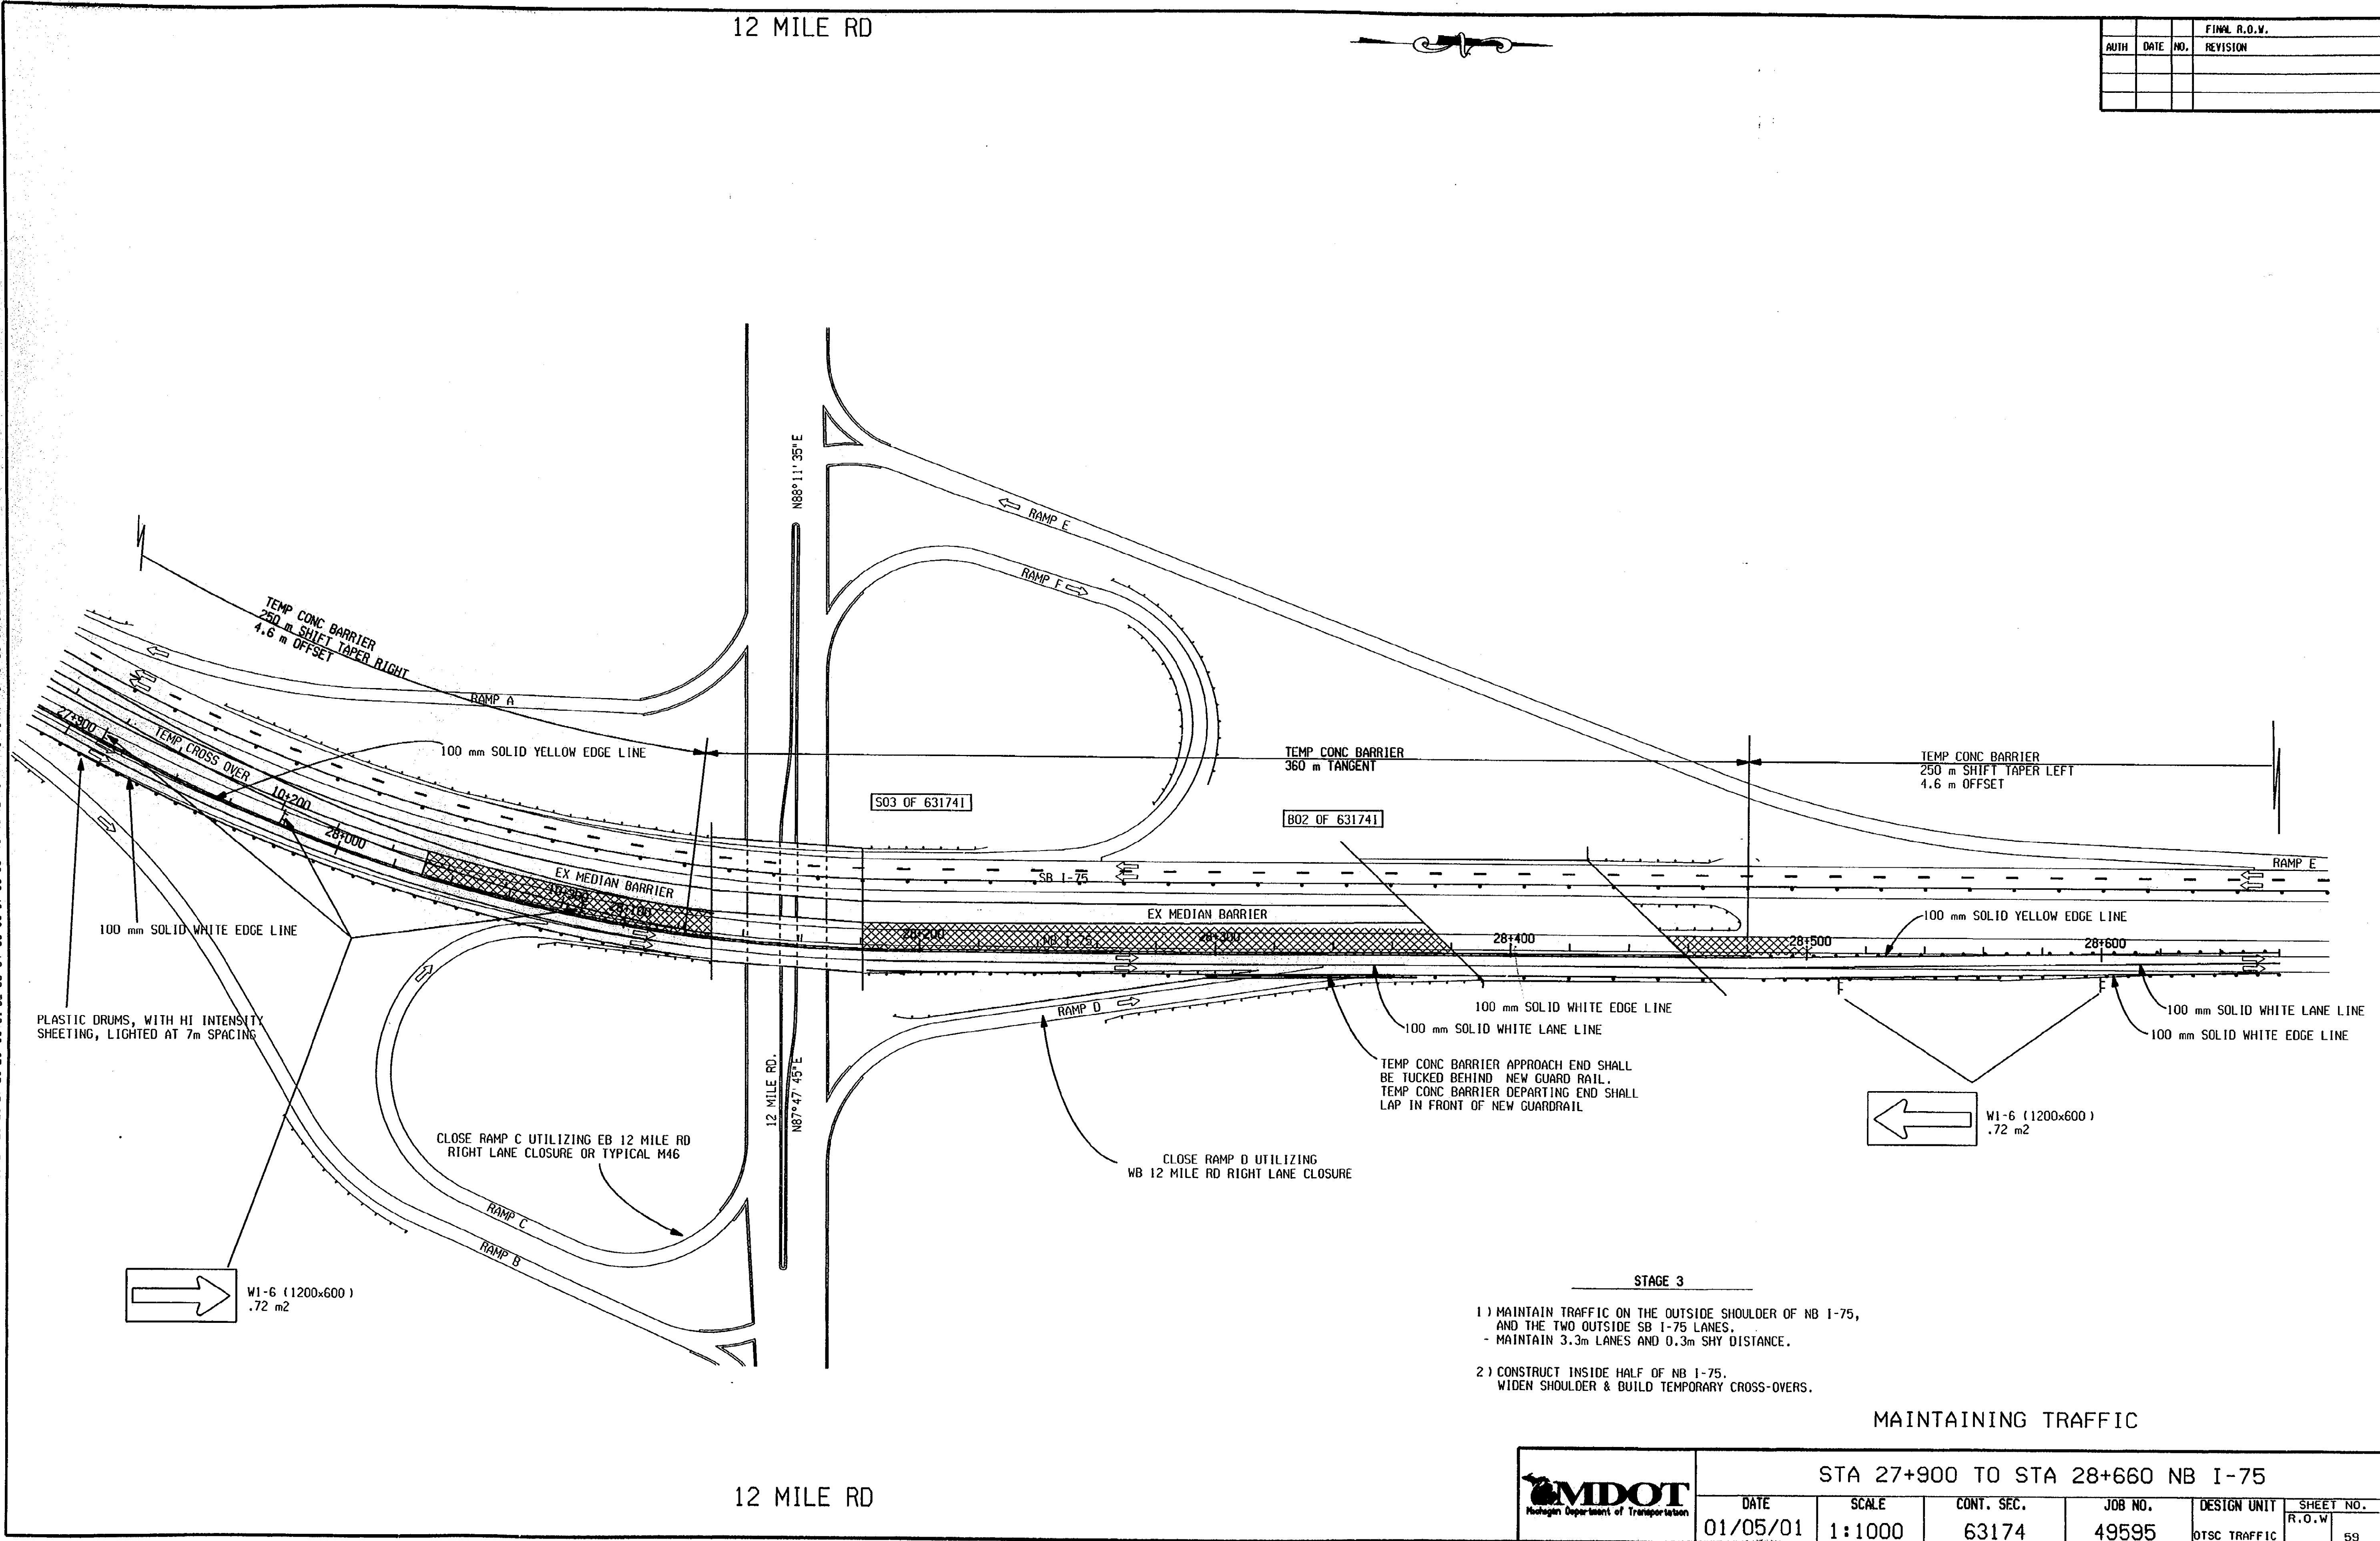 12 MILE RD
FINAL R.O.W.
AUTH DATE NO. REVISION
N88°11'35"E
RAMP E
RAMP F
TEMP CONC BARRIER
250 m SHIFT TAPER RIGHT
4.6 m OFFSET
RAMP A
27+900
TEMP CROSS OVER
100 mm SOLID YELLOW EDGE LINE
10+200
28+000
TEMP CONC BARRIER
360 m TANGENT
TEMP CONC BARRIER
250 m SHIFT TAPER LEFT
4.6 m OFFSET
S03 OF 631741
B02 OF 631741
RAMP E
EX MEDIAN BARRIER
10+300
28+100
SB I-75
EX MEDIAN BARRIER
100 mm SOLID YELLOW EDGE LINE
100 mm SOLID WHITE EDGE LINE
28+200
28+300
28+400
28+500
28+600
PLASTIC DRUMS, WITH HI INTENSITY
SHEETING, LIGHTED AT 7m SPACING
RAMP D
100 mm SOLID WHITE EDGE LINE
100 mm SOLID WHITE LANE LINE
100 mm SOLID WHITE LANE LINE
100 mm SOLID WHITE EDGE LINE
TEMP CONC BARRIER APPROACH END SHALL
BE TUCKED BEHIND NEW GUARD RAIL.
TEMP CONC BARRIER DEPARTING END SHALL
LAP IN FRONT OF NEW GUARDRAIL
12 MILE RD.
N87°47'45"E
W1-6 (1200x600)
.72 m2
CLOSE RAMP C UTILIZING EB 12 MILE RD
RIGHT LANE CLOSURE OR TYPICAL M46
CLOSE RAMP D UTILIZING
WB 12 MILE RD RIGHT LANE CLOSURE
RAMP C
RAMP B
W1-6 (1200x600)
.72 m2
STAGE 3
1) MAINTAIN TRAFFIC ON THE OUTSIDE SHOULDER OF NB I-75,
AND THE TWO OUTSIDE SB I-75 LANES.
- MAINTAIN 3.3m LANES AND 0.3m SHY DISTANCE.
2) CONSTRUCT INSIDE HALF OF NB I-75.
WIDEN SHOULDER & BUILD TEMPORARY CROSS-OVERS.
MAINTAINING TRAFFIC
12 MILE RD
MDOT
Michigan Department of Transportation
STA 27+900 TO STA 28+660 NB I-75
DATE SCALE CONT. SEC. JOB NO. DESIGN UNIT SHEET NO.
01/05/01 1:1000 63174 49595 OTSC TRAFFIC R.O.W 59